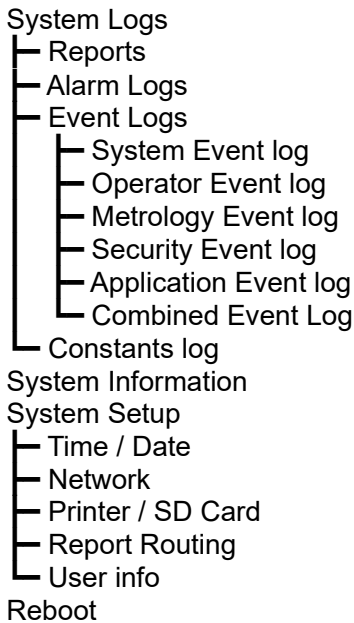 System Logs
Reports
Alarm Logs
Event Logs
System Event log
Operator Event log
Metrology Event log
Security Event log
Application Event log
Combined Event Log
Constants log
System Information
System Setup
Time / Date
Network
Printer / SD Card
Report Routing
User info
Reboot